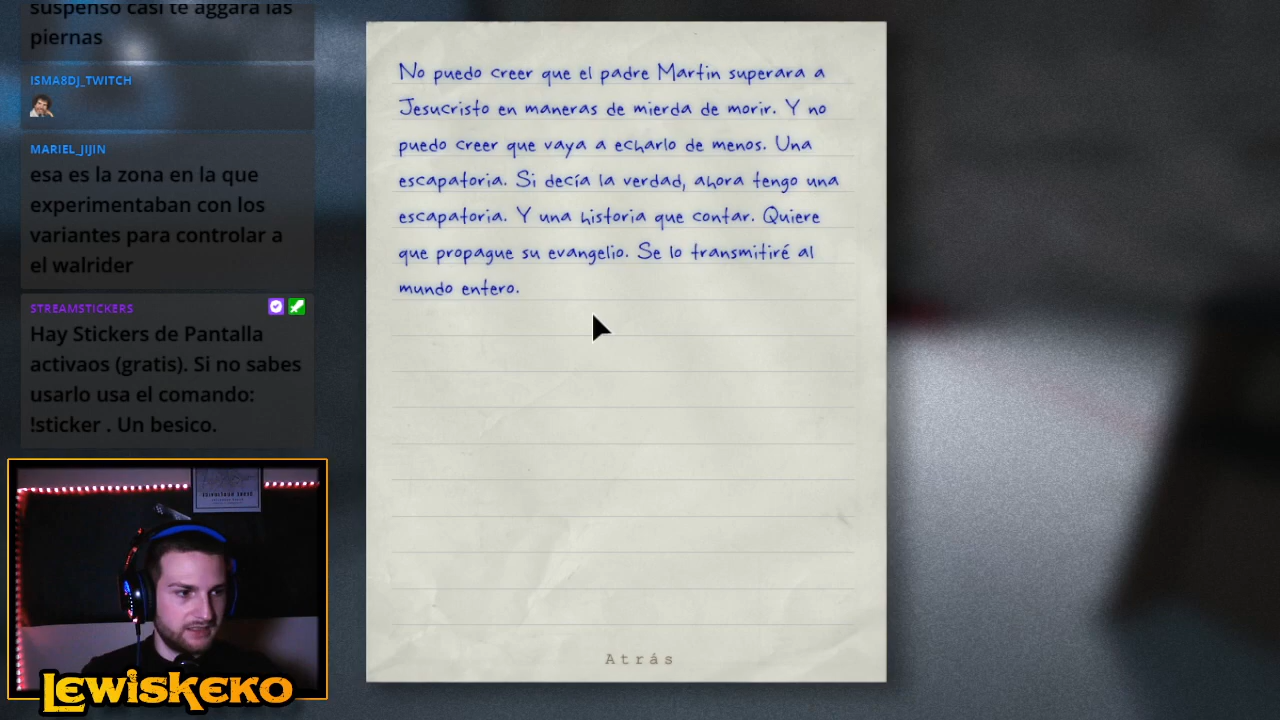 suspenso casi te aggara las
piernas
ISMA8DJ_TWITCH
MARIEL_JIJIN
esa es la zona en la que
experimentaban con los
variantes para controlar a
el walrider
STREAMSTICKERS
Hay Stickers de Pantalla
activaos (gratis). Si no sabes
usarlo usa el comando:
!sticker . Un besico.
LEWISKEKO
No puedo creer que el padre Martin superara a
Jesucristo en maneras de mierda de morir. Y no
puedo creer que vaya a echarlo de menos. Una
escapatoria. Si decía la verdad, ahora tengo una
escapatoria. Y una historia que contar. Quiere
que propague su evangelio. Se lo transmitiré al
mundo entero.
Atrás